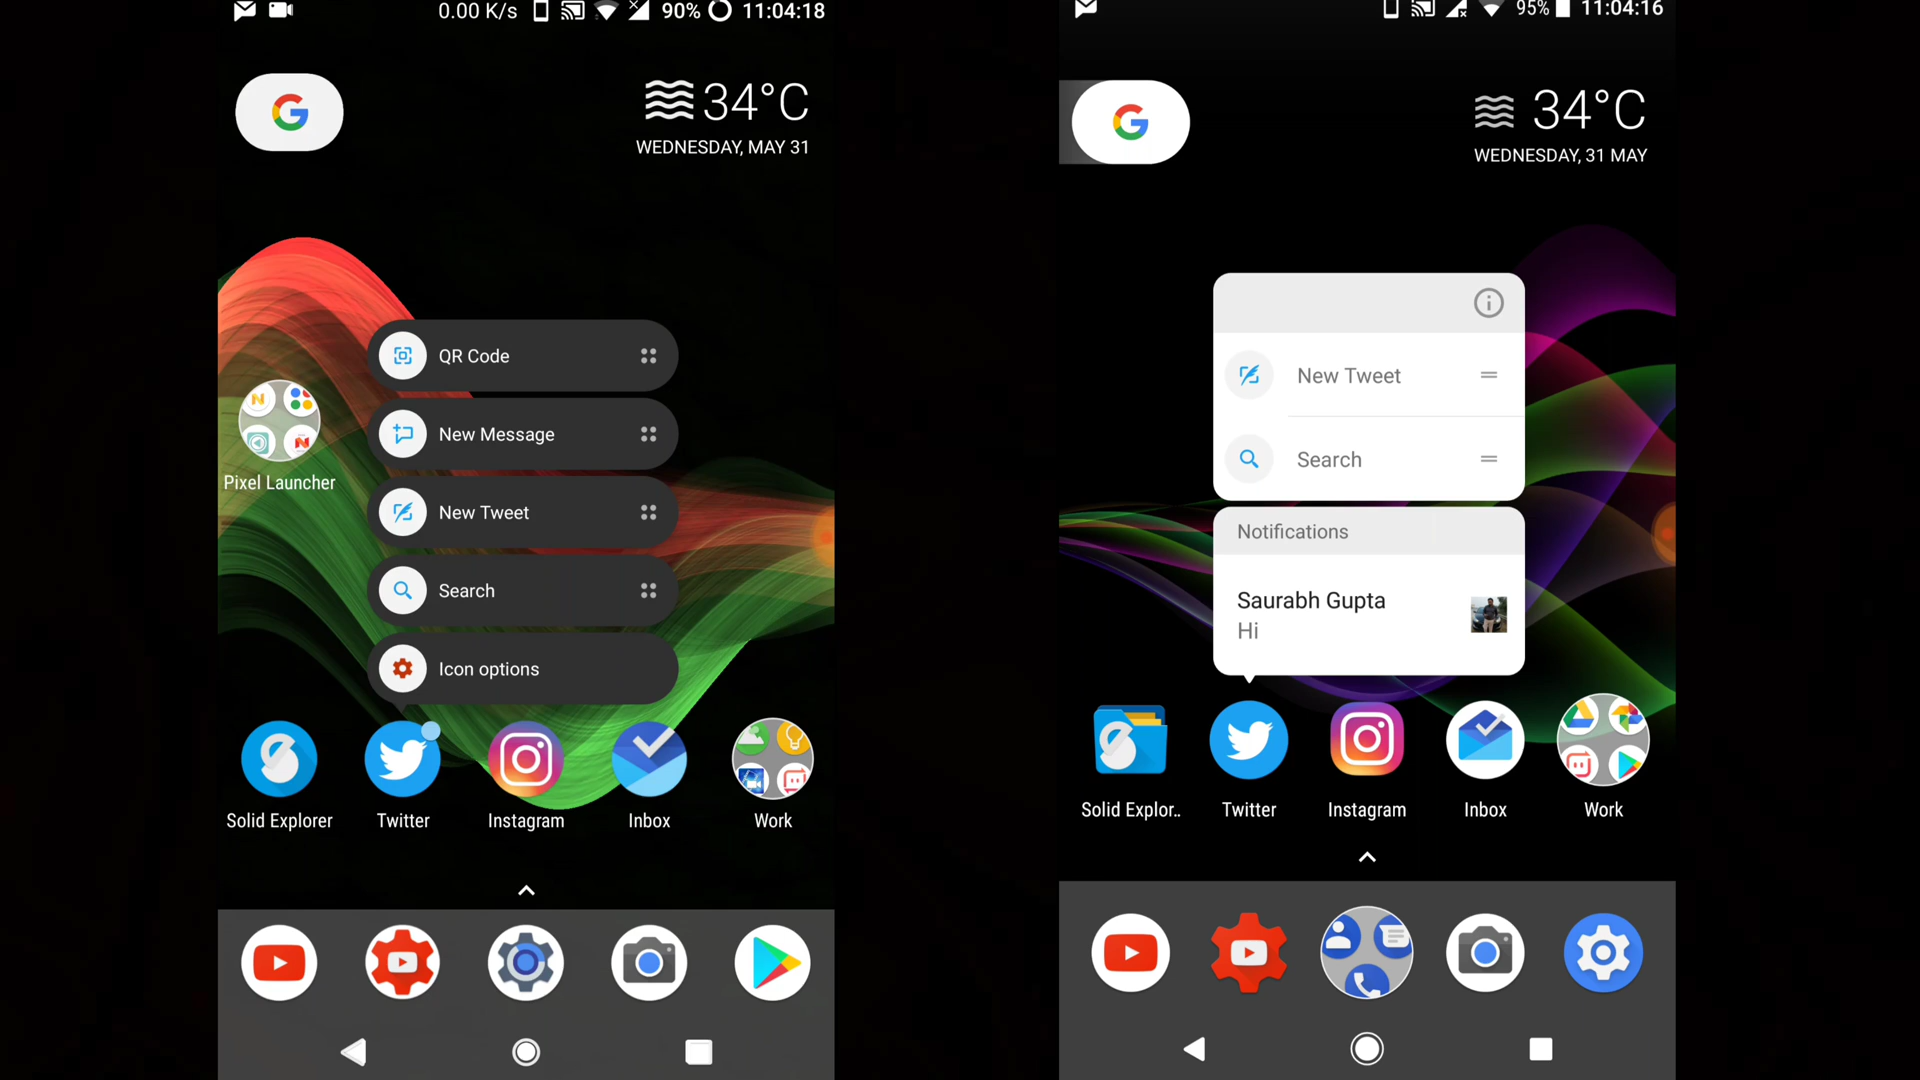 0.00 K/s 90% 11:04:18
34°C
WEDNESDAY, MAY 31
QR Code
New Message
Pixel Launcher
New Tweet
Search
Icon options
Solid Explorer
Twitter
Instagram
Inbox
Work
95% 11:04:16
34°C
WEDNESDAY, 31 MAY
New Tweet
Search
Notifications
Saurabh Gupta
Hi
Solid Explor..
Twitter
Instagram
Inbox
Work